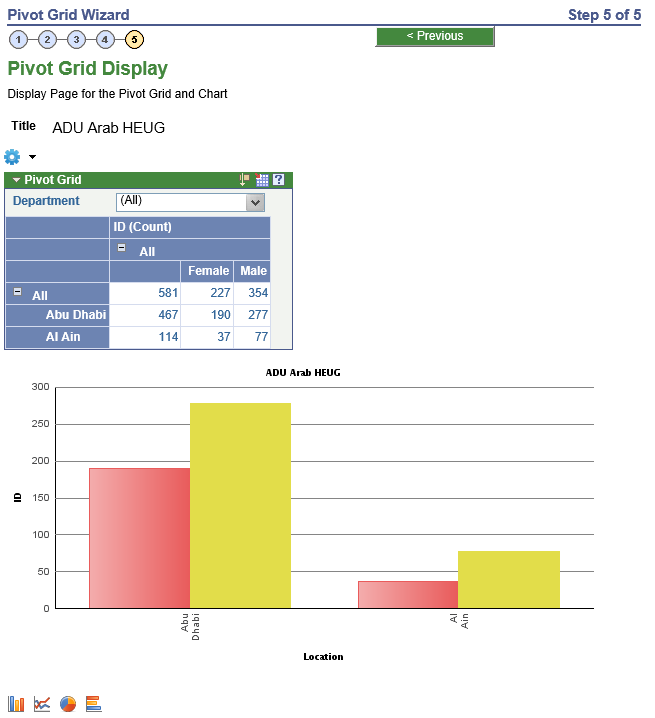 Pivot Grid Wizard Step 5 of 5
1 2 3 4 5 < Previous
Pivot Grid Display
Display Page for the Pivot Grid and Chart
Title ADU Arab HEUG
Pivot Grid ?
Department (All)
ID (Count)
All
Female Male
All 581 227 354
Abu Dhabi 467 190 277
Al Ain 114 37 77
ADU Arab HEUG
300
250
200
150
100
50
0
ID
Abu Dhabi
Al Ain
Location